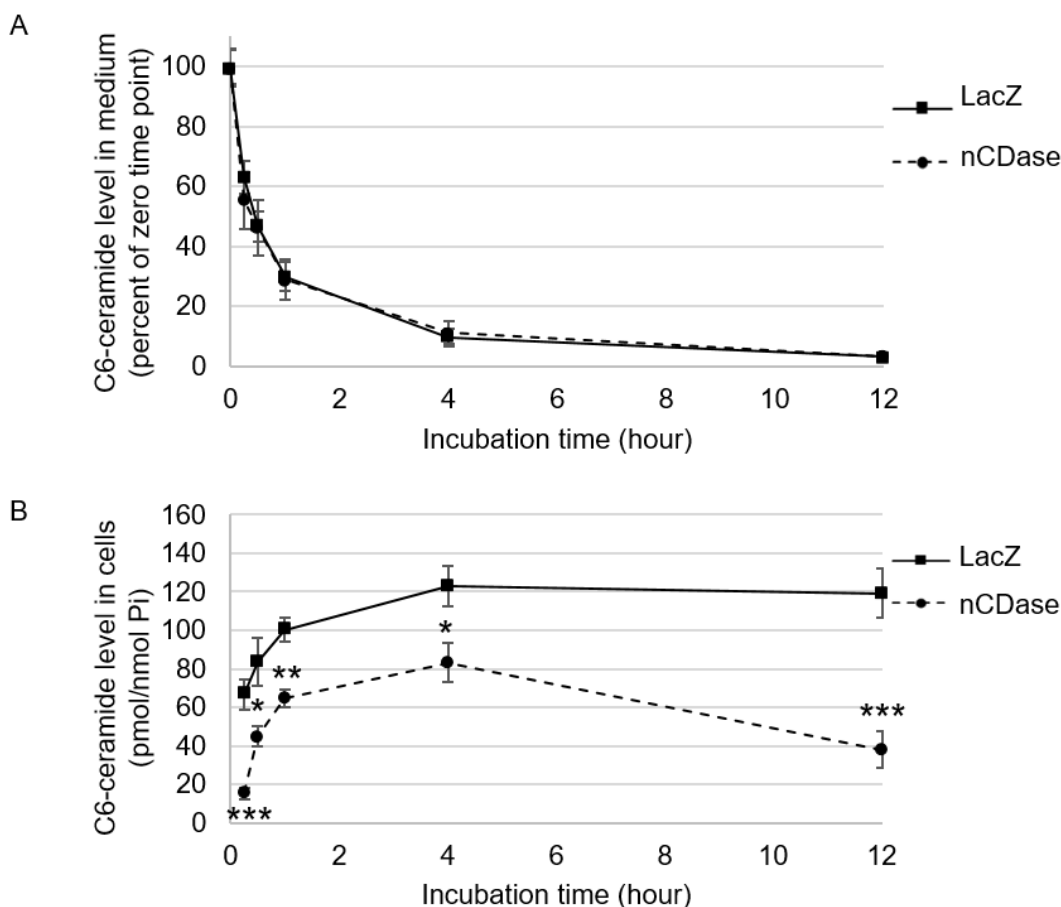 A
C6-ceramide level in medium
(percent of zero time point)
100
80
60
40
20
0
0 2 4 6 8 10 12
Incubation time (hour)
LacZ
nCDase
B
C6-ceramide level in cells
(pmol/nmol Pi)
160
140
120
100
80
60
40
20
0
***
*
**
*
***
0 2 4 6 8 10 12
Incubation time (hour)
LacZ
nCDase